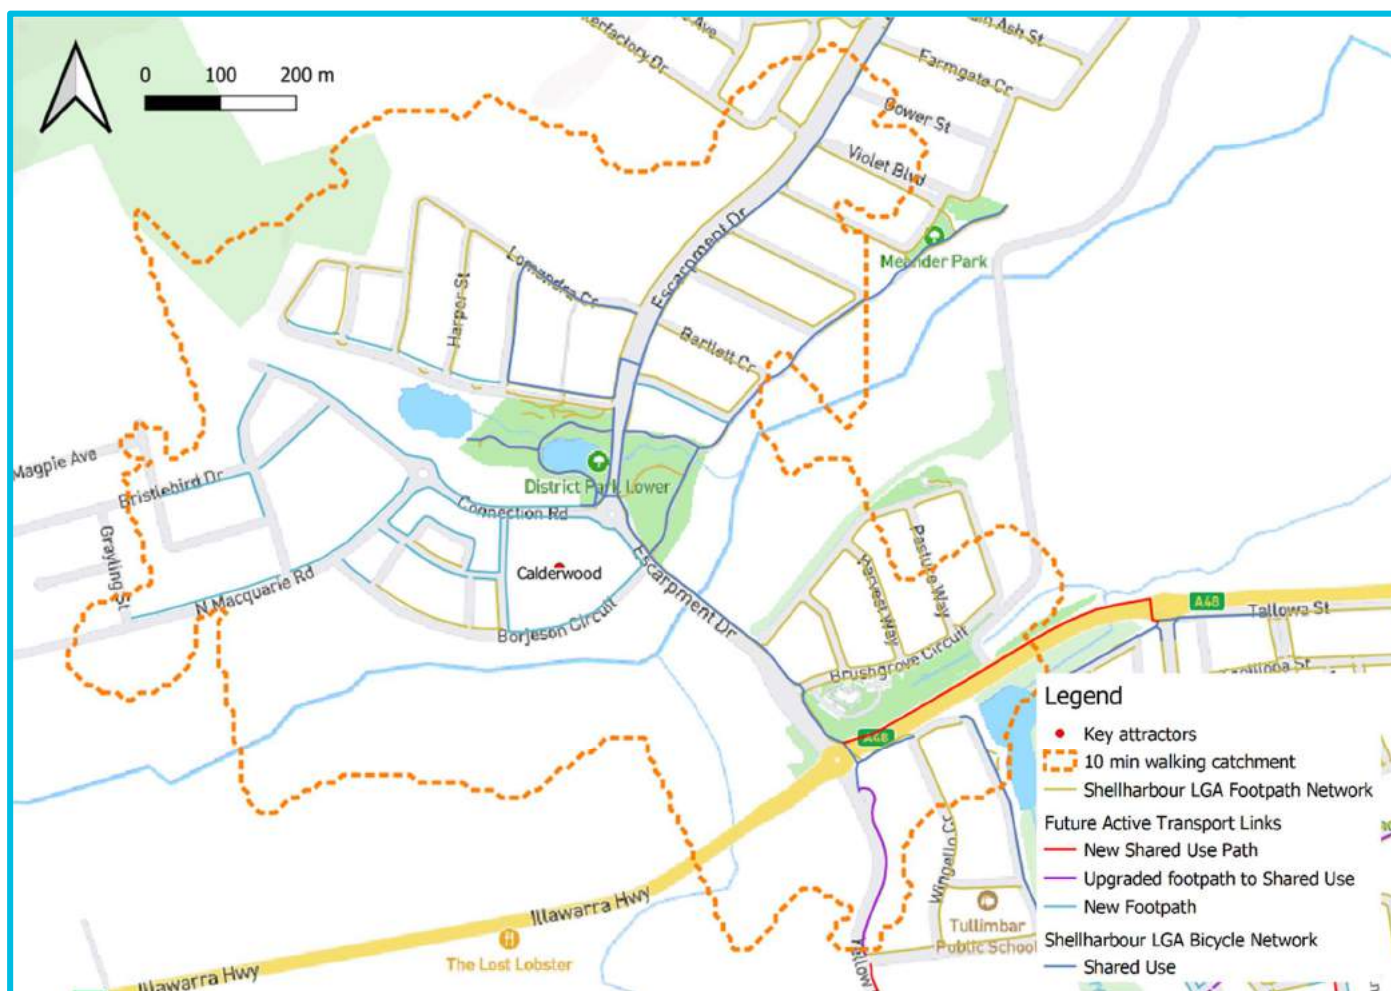 0 100 200 m
Ash St
Farmgate Cr
Gower St
Violet Blvd
Meander Park
Escarpment Dr
Lomandra Cr
Harper St
Bartlett Cr
Magpie Ave
Bristlebird Dr
District Park Lower
Connection Rd
Grayling St
N Macquarie Rd
Calderwood
Escarpment Dr
Borjeson Circuit
Pasture Way
Harvest Way
Brushgrove Circuit
A48
Tallowa St
A48
Illawarra Hwy
The Lost Lobster
Illawarra Hwy
Tullimbar
Public School
Legend
Key attractors
10 min walking catchment
Shellharbour LGA Footpath Network
Future Active Transport Links
New Shared Use Path
Upgraded footpath to Shared Use
New Footpath
Shellharbour LGA Bicycle Network
Shared Use